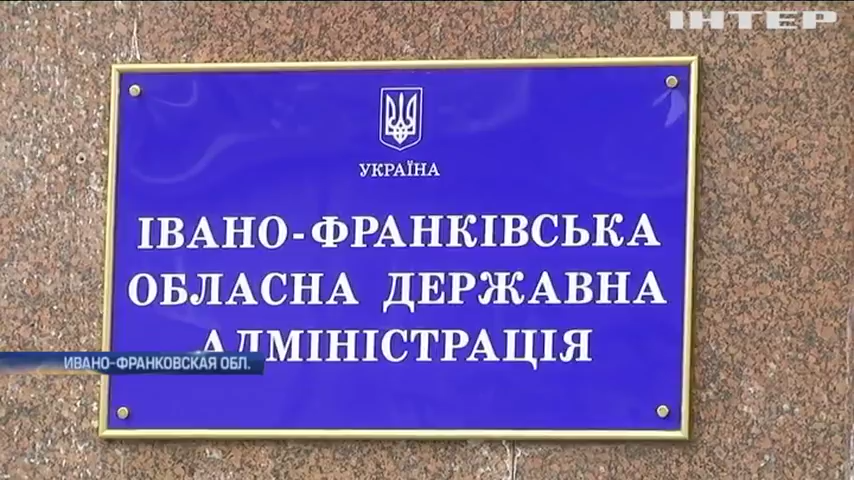 ІНТЕР
УКРАЇНА
ІВАНО-ФРАНКІВСЬКА
ОБЛАСНА ДЕРЖАВНА
АДМІНІСТРАЦІЯ
ИВАНО-ФРАНКОВСКАЯ ОБЛ.